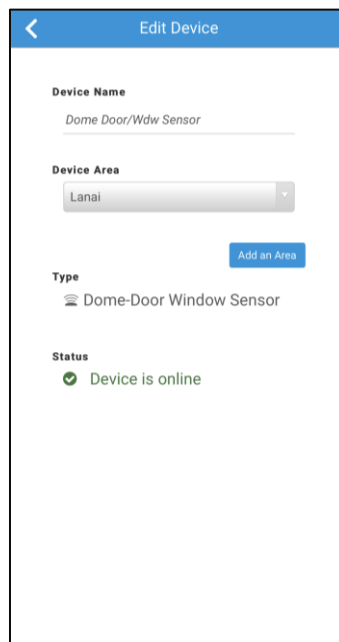 Edit Device
Device Name
Dome Door/Wdw Sensor
Device Area
Lanai
Add an Area
Type
Dome-Door Window Sensor
Status
Device is online